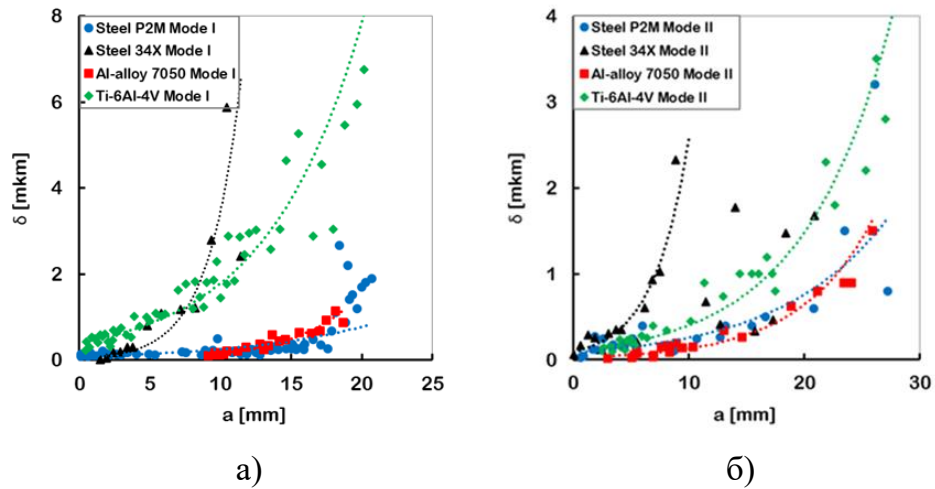 8
6
4
2
0
0
5
10
15
20
25
δ [mkm]
a [mm]
Steel P2M Mode I
Steel 34X Mode I
Al-alloy 7050 Mode I
Ti-6Al-4V Mode I
а)
4
3
2
1
0
0
10
20
30
δ [mkm]
a [mm]
Steel P2M Mode II
Steel 34X Mode II
Al-alloy 7050 Mode II
Ti-6Al-4V Mode II
б)